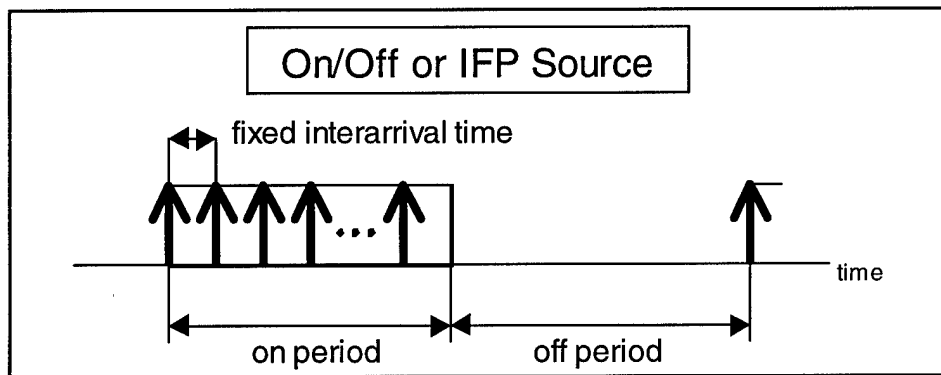 On/Off or IFP Source
fixed interarrival time
...
time
on period
off period